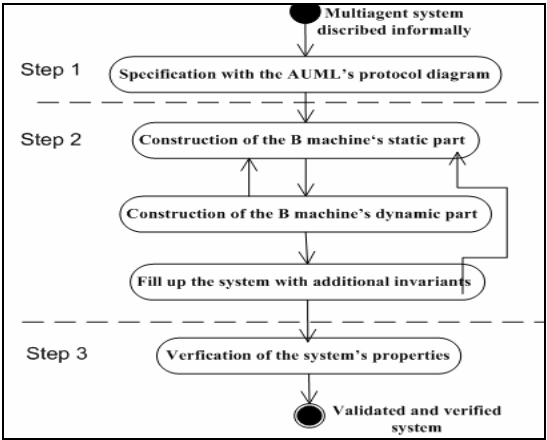 Multiagent system
discribed informally
Step 1
Specification with the AUML's protocol diagram
Step 2
Construction of the B machine's static part
Construction of the B machine's dynamic part
Fill up the system with additional invariants
Step 3
Verfication of the system's properties
Validated and verified
system